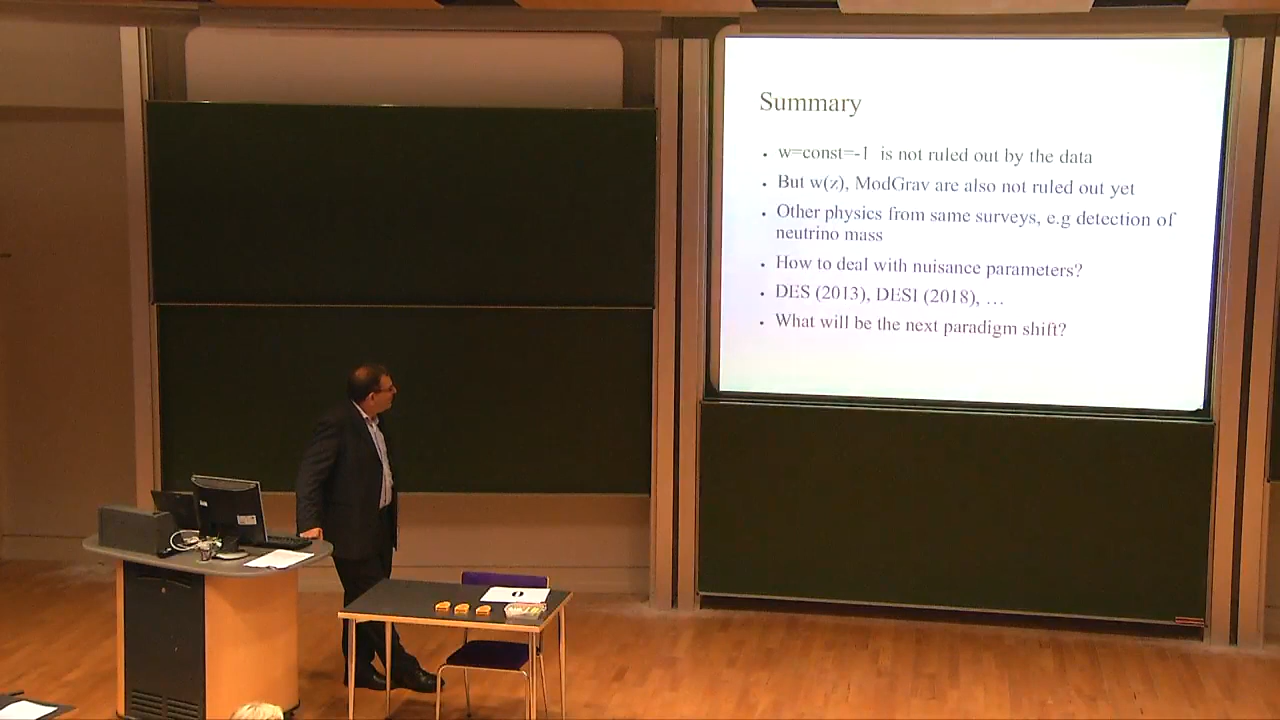 Summary
w=const=-1 is not ruled out by the data
But w(z), ModGrav are also not ruled out yet
Other physics from same surveys, e.g detection of
neutrino mass
How to deal with nuisance parameters?
DES (2013), DESI (2018), …
What will be the next paradigm shift?